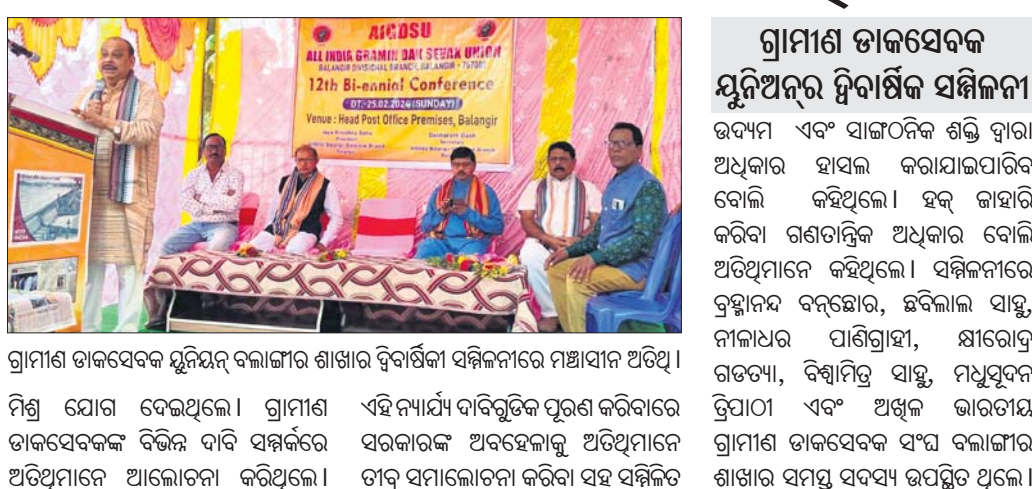 AIGDSU
ALL INDIA GRAMIN DAK SEVAK UNION
BALANGIR DIVISIONAL BRANCH, BALANGIR - 767001
12th Bi-ennial Conference
DT.-25.02.2024 (SUNDAY)
Venue : Head Post Office Premises, Balangir
ଗ୍ରାମୀଣ ଡାକସେବକ ୟୁନିୟନ୍ ବଲାଙ୍ଗୀର ଶାଖାର ଦ୍ୱିବାର୍ଷିକୀ ସମ୍ମିଳନୀରେ ମଞ୍ଚାସୀନ ଅତିଥି ।
ମିଶ୍ର ଯୋଗ ଦେଇଥିଲେ। ଗ୍ରାମୀଣ
ଡାକସେବକଙ୍କ ବିଭିନ୍ନ ଦାବି ସମ୍ପର୍କରେ
ଅତିଥିମାନେ ଆଲୋଚନା କରିଥିଲେ।
ଏହି ନ୍ୟାର୍ଯ୍ୟ ଦାବିଗୁଡିକ ପୂରଣ କରିବାରେ
ସରକାରଙ୍କ ଅବହେଳାକୁ ଅତିଥିମାନେ
ତୀବ୍ର ସମାଲୋଚନା କରିବା ସହ ସମ୍ମିଳିତ
ଗ୍ରାମୀଣ ଡାକସେବକ
ୟୁନିଅନ୍‌ର ଦ୍ୱିବାର୍ଷିକ ସମ୍ମିଳନୀ
ଉଦ୍ୟମ ଏବଂ ସାଙ୍ଗଠନିକ ଶକ୍ତି ଦ୍ୱାରା
ଅଧିକାର ହାସଲ କରାଯାଇପାରିବ
ବୋଲି କହିଥିଲେ। ହକ୍ ଜାହାରି
କରିବା ଗଣତାନ୍ତ୍ରିକ ଅଧିକାର ବୋଲି
ଅତିଥିମାନେ କହିଥିଲେ। ସମ୍ମିଳନୀରେ
ବ୍ରହ୍ମାନନ୍ଦ ବନ୍‌ଛୋର, ଛବିଲାଲ ସାହୁ,
ନୀଳାଧର ପାଣିଗ୍ରାହୀ, କ୍ଷୀରୋଦ୍ର
ଗଡତ୍ୟା, ବିଶ୍ୱାମିତ୍ର ସାହୁ, ମଧୁସୂଦନ
ତ୍ରିପାଠୀ ଏବଂ ଅଖିଳ ଭାରତୀୟ
ଗ୍ରାମୀଣ ଡାକସେବକ ସଂଘ ବଲାଙ୍ଗୀର
ଶାଖାର ସମସ୍ତ ସଦସ୍ୟ ଉପସ୍ଥିତ ଥିଲେ।